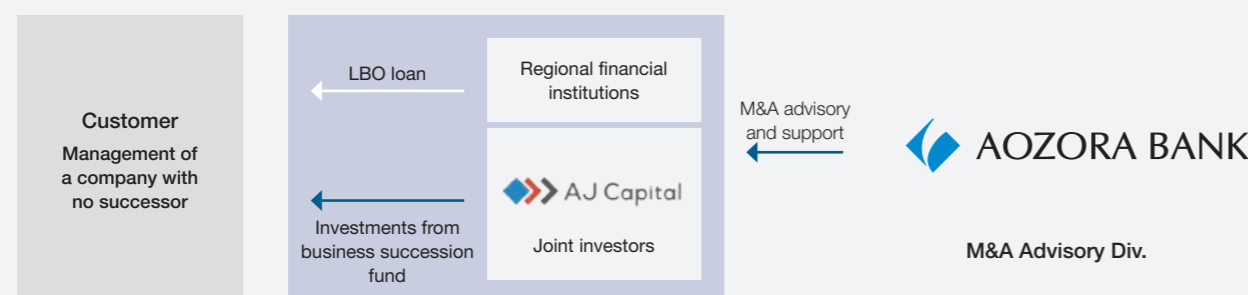 Customer
Management of
a company with
no successor
LBO loan
Regional financial
institutions
Investments from
business succession
fund
AJ Capital
Joint investors
M&A advisory
and support
AOZORA BANK
M&A Advisory Div.